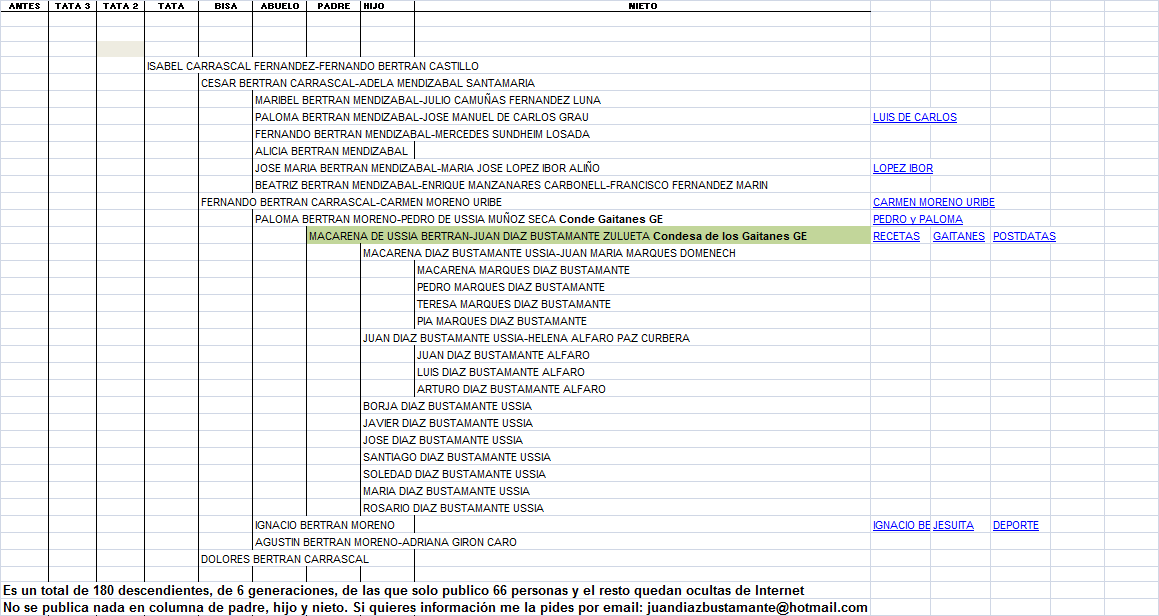 ANTES TATA 3 TATA 2 TATA BISA ABUELO PADRE HIJO NIETO
ISABEL CARRASCAL FERNANDEZ-FERNANDO BERTRAN CASTILLO
CESAR BERTRAN CARRASCAL-ADELA MENDIZABAL SANTAMARIA
MARIBEL BERTRAN MENDIZABAL-JULIO CAMUÑAS FERNANDEZ LUNA
PALOMA BERTRAN MENDIZABAL-JOSE MANUEL DE CARLOS GRAU LUIS DE CARLOS
FERNANDO BERTRAN MENDIZABAL-MERCEDES SUNDHEIM LOSADA
ALICIA BERTRAN MENDIZABAL
JOSE MARIA BERTRAN MENDIZABAL-MARIA JOSE LOPEZ IBOR ALIÑO LOPEZ IBOR
BEATRIZ BERTRAN MENDIZABAL-ENRIQUE MANZANARES CARBONELL-FRANCISCO FERNANDEZ MARIN
FERNANDO BERTRAN CARRASCAL-CARMEN MORENO URIBE CARMEN MORENO URIBE
PALOMA BERTRAN MORENO-PEDRO DE USSIA MUÑOZ SECA Conde Gaitanes GE PEDRO y PALOMA
MACARENA DE USSIA BERTRAN-JUAN DIAZ BUSTAMANTE ZULUETA Condesa de los Gaitanes GE RECETAS GAITANES POSTDATAS
MACARENA DIAZ BUSTAMANTE USSIA-JUAN MARIA MARQUES DOMENECH
MACARENA MARQUES DIAZ BUSTAMANTE
PEDRO MARQUES DIAZ BUSTAMANTE
TERESA MARQUES DIAZ BUSTAMANTE
PIA MARQUES DIAZ BUSTAMANTE
JUAN DIAZ BUSTAMANTE USSIA-HELENA ALFARO PAZ CURBERA
JUAN DIAZ BUSTAMANTE ALFARO
LUIS DIAZ BUSTAMANTE ALFARO
ARTURO DIAZ BUSTAMANTE ALFARO
BORJA DIAZ BUSTAMANTE USSIA
JAVIER DIAZ BUSTAMANTE USSIA
JOSE DIAZ BUSTAMANTE USSIA
SANTIAGO DIAZ BUSTAMANTE USSIA
SOLEDAD DIAZ BUSTAMANTE USSIA
MARIA DIAZ BUSTAMANTE USSIA
ROSARIO DIAZ BUSTAMANTE USSIA
IGNACIO BERTRAN MORENO IGNACIO BE JESUITA DEPORTE
AGUSTIN BERTRAN MORENO-ADRIANA GIRON CARO
DOLORES BERTRAN CARRASCAL
Es un total de 180 descendientes, de 6 generaciones, de las que solo publico 66 personas y el resto quedan ocultas de Internet
No se publica nada en columna de padre, hijo y nieto. Si quieres información me la pides por email: juandiazbustamante@hotmail.com